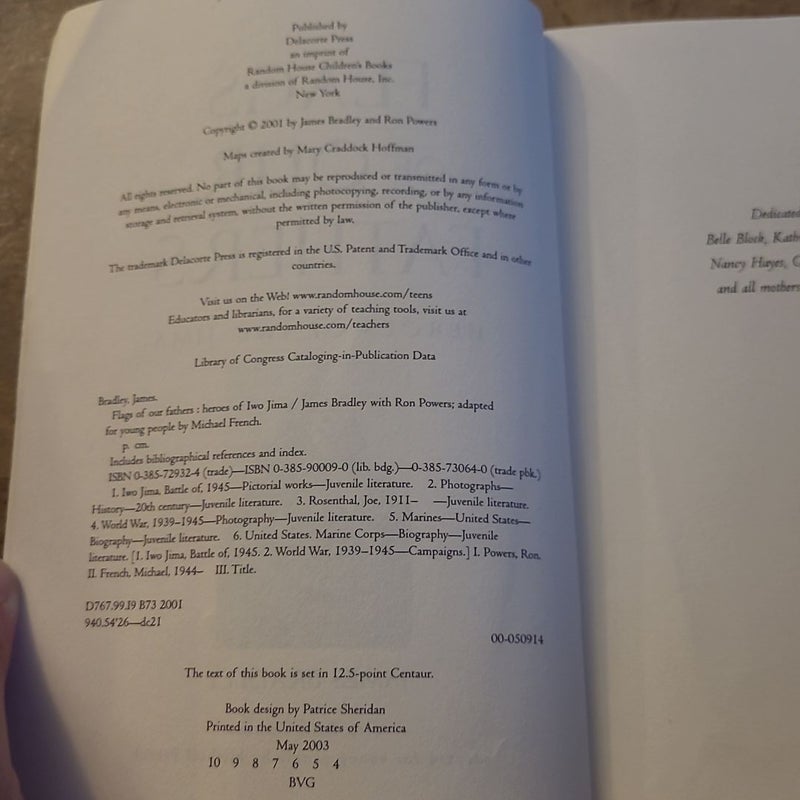 Published by
Delacorte Press
an imprint of
Random House Children's Books
a division of Random House, Inc.
New York
Copyright © 2001 by James Bradley and Ron Powers
Maps created by Mary Craddock Hoffman
All rights reserved. No part of this book may be reproduced or transmitted in any form or by
any means, electronic or mechanical, including photocopying, recording, or by any information
storage and retrieval system, without the written permission of the publisher, except where
permitted by law.
The trademark Delacorte Press is registered in the U.S. Patent and Trademark Office and in other
countries.
Visit us on the Web! www.randomhouse.com/teens
Educators and librarians, for a variety of teaching tools, visit us at
www.randomhouse.com/teachers
Library of Congress Cataloging-in-Publication Data
Bradley, James.
Flags of our fathers : heroes of Iwo Jima / James Bradley with Ron Powers; adapted
for young people by Michael French.
p. cm.
Includes bibliographical references and index.
ISBN 0-385-72932-4 (trade)—ISBN 0-385-90009-0 (lib. bdg.)—0-385-73064-0 (trade pbk.)
1. Iwo Jima, Battle of, 1945—Pictorial works—Juvenile literature. 2. Photographs—
History—20th century—Juvenile literature. 3. Rosenthal, Joe, 1911– —Juvenile literature.
4. World War, 1939–1945—Photography—Juvenile literature. 5. Marines—United States—
Biography—Juvenile literature. 6. United States. Marine Corps—Biography—Juvenile
literature. [1. Iwo Jima, Battle of, 1945. 2. World War, 1939–1945—Campaigns.] I. Powers, Ron.
II. French, Michael, 1944– III. Title.
D767.99.I9 B73 2001
940.54'26—dc21
00-050914
The text of this book is set in 12.5-point Centaur.
Book design by Patrice Sheridan
Printed in the United States of America
May 2003
10 9 8 7 6 5 4
BVG
Dedicated
Belle Block, Kath
Nancy Hayes, C
and all mothers